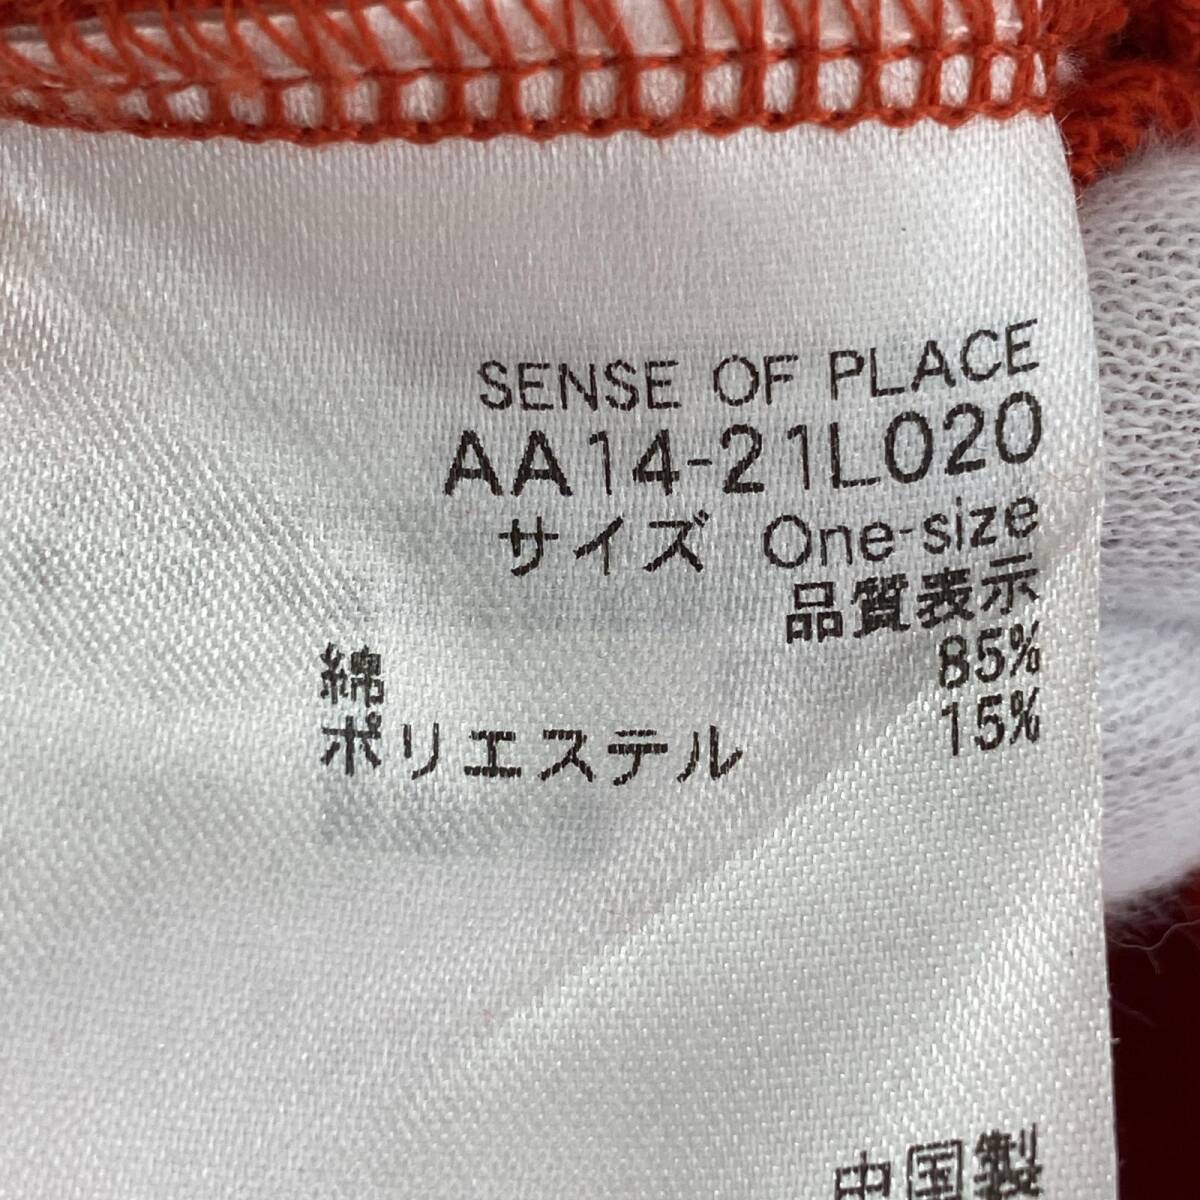 SENSE OF PLACE
AA14-21L020
サイズ One-size
品質表示
綿 85%
ポリエステル 15%
中国製